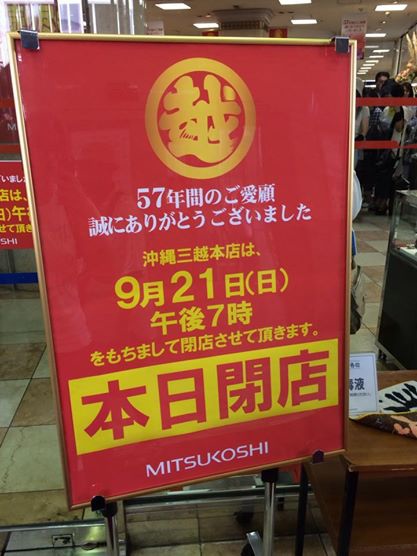 越
57年間のご愛顧
誠にありがとうございました
沖縄三越本店は、
9月21日(日)
午後7時
をもちまして閉店させて頂きます。
本日閉店
MITSUKOSHI